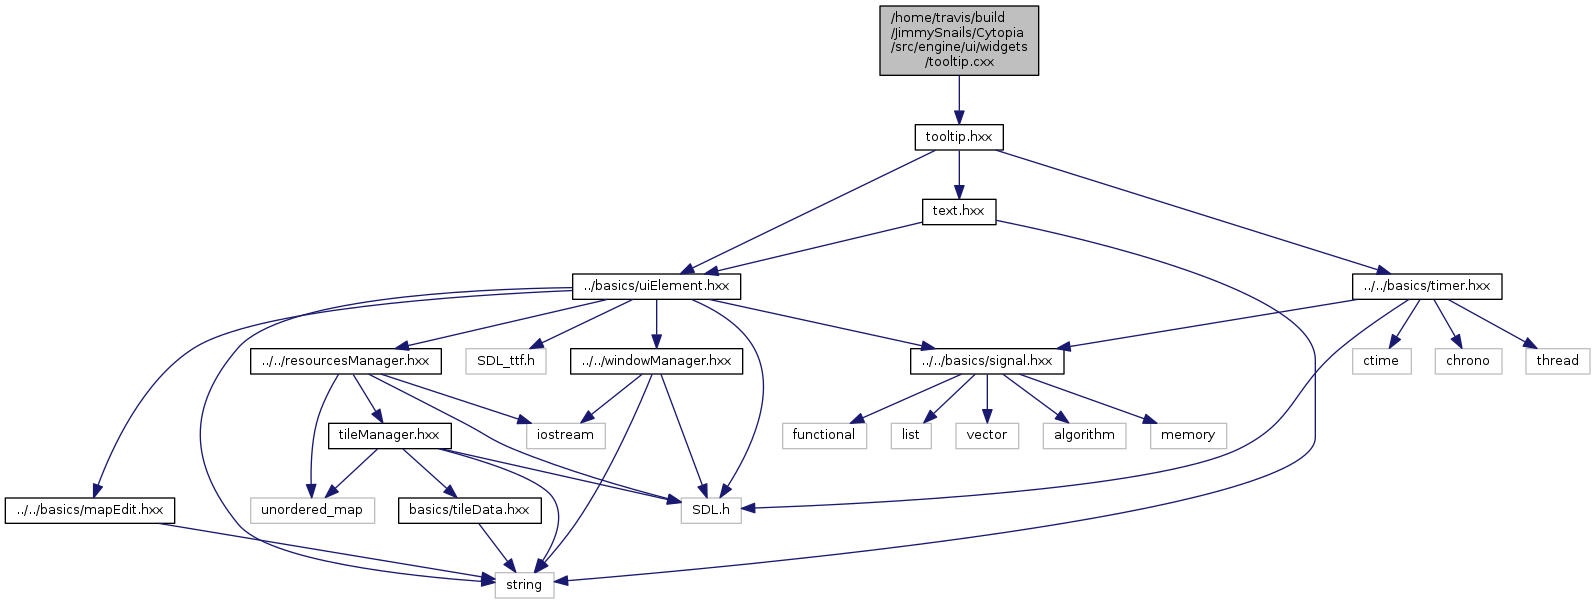 /home/travis/build
/JimmySnails/Cytopia
/src/engine/ui/widgets
/tooltip.cxx
tooltip.hxx
text.hxx
../basics/uiElement.hxx
../../basics/timer.hxx
../../resourcesManager.hxx
SDL_ttf.h
../../windowManager.hxx
../../basics/signal.hxx
ctime
chrono
thread
tileManager.hxx
iostream
functional
list
vector
algorithm
memory
../../basics/mapEdit.hxx
unordered_map
basics/tileData.hxx
SDL.h
string